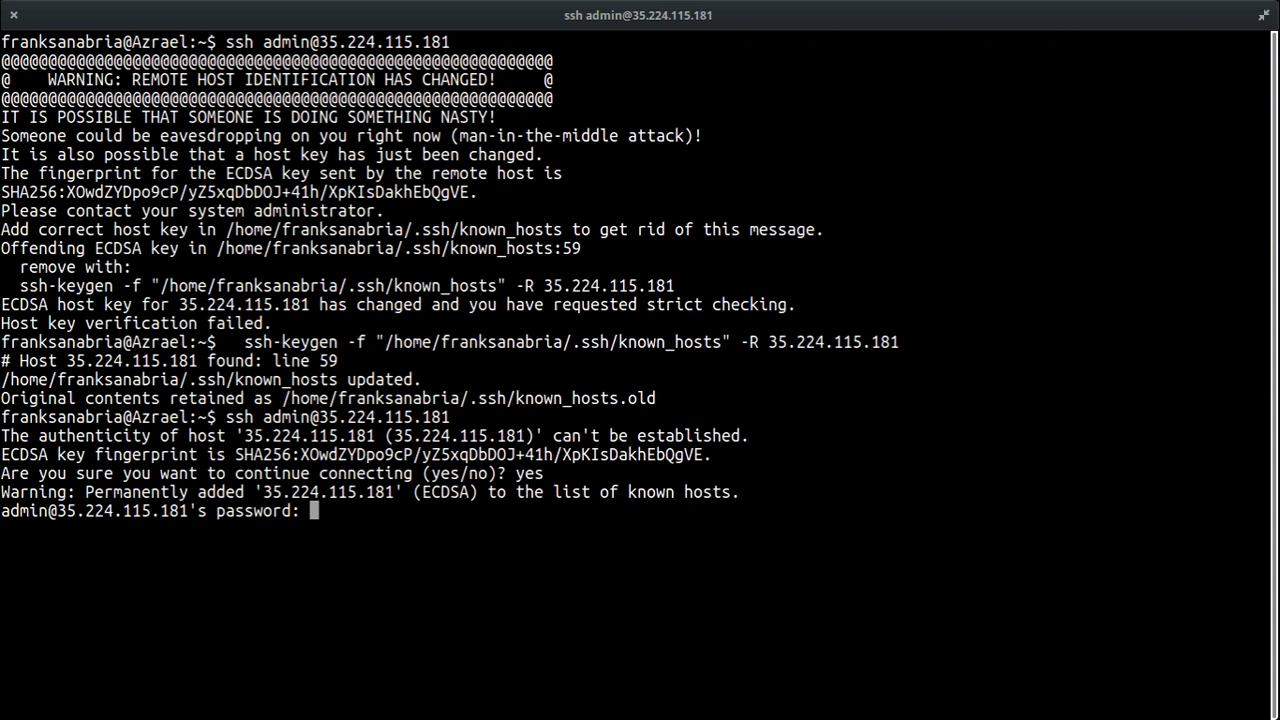 ssh admin@35.224.115.181
franksanabria@Azrael:~$ ssh admin@35.224.115.181
@@@@@@@@@@@@@@@@@@@@@@@@@@@@@@@@@@@@@@@@@@@@@@@@@@@@@@@@@@@
@    WARNING: REMOTE HOST IDENTIFICATION HAS CHANGED!     @
@@@@@@@@@@@@@@@@@@@@@@@@@@@@@@@@@@@@@@@@@@@@@@@@@@@@@@@@@@@
IT IS POSSIBLE THAT SOMEONE IS DOING SOMETHING NASTY!
Someone could be eavesdropping on you right now (man-in-the-middle attack)!
It is also possible that a host key has just been changed.
The fingerprint for the ECDSA key sent by the remote host is
SHA256:XOwdZYDpo9cP/yZ5xqDbDOJ+41h/XpKIsDakhEbQgVE.
Please contact your system administrator.
Add correct host key in /home/franksanabria/.ssh/known_hosts to get rid of this message.
Offending ECDSA key in /home/franksanabria/.ssh/known_hosts:59
  remove with:
  ssh-keygen -f "/home/franksanabria/.ssh/known_hosts" -R 35.224.115.181
ECDSA host key for 35.224.115.181 has changed and you have requested strict checking.
Host key verification failed.
franksanabria@Azrael:~$   ssh-keygen -f "/home/franksanabria/.ssh/known_hosts" -R 35.224.115.181
# Host 35.224.115.181 found: line 59
/home/franksanabria/.ssh/known_hosts updated.
Original contents retained as /home/franksanabria/.ssh/known_hosts.old
franksanabria@Azrael:~$ ssh admin@35.224.115.181
The authenticity of host '35.224.115.181 (35.224.115.181)' can't be established.
ECDSA key fingerprint is SHA256:XOwdZYDpo9cP/yZ5xqDbDOJ+41h/XpKIsDakhEbQgVE.
Are you sure you want to continue connecting (yes/no)? yes
Warning: Permanently added '35.224.115.181' (ECDSA) to the list of known hosts.
admin@35.224.115.181's password: